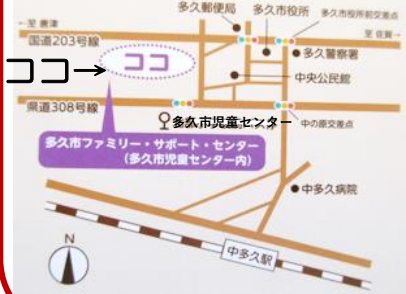 多久郵便局
多久市役所
多久市役所前交差点
←至 唐津
至 佐賀→
国道203号線
ココ
ココ→
多久警察署
中央公民館
県道308号線
多久市児童センター
中の原交差点
多久市ファミリー・サポート・センター
(多久市児童センター内)
中多久病院
N
中多久駅